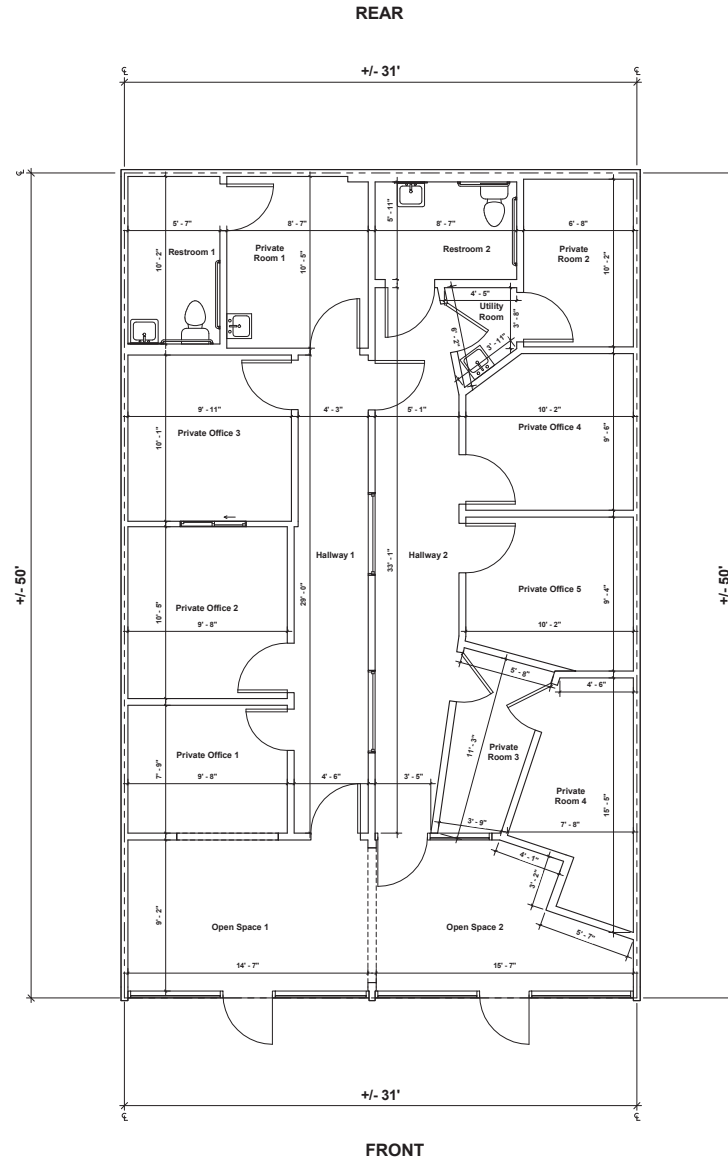 REAR
℄
+/- 31'
℄
5' - 7"
8' - 7"
5' - 11"
8' - 7"
6' - 8"
Restroom 1
10' - 2"
Private
Room 1
10' - 5"
Restroom 2
Private
Room 2
10' - 2"
4' - 5"
Utility
Room
3' - 8"
6' - 2"
3' - 11"
9' - 11"
4' - 3"
5' - 1"
10' - 2"
Private Office 3
10' - 1"
Private Office 4
9' - 6"
Hallway 1
29' - 0"
Hallway 2
33' - 1"
+/- 50'
+/- 50'
Private Office 5
9' - 4"
10' - 2"
Private Office 2
10' - 5"
9' - 8"
5' - 8"
4' - 6"
Private Office 1
7' - 9"
9' - 8"
4' - 6"
3' - 5"
11' - 3"
Private
Room 3
Private
Room 4
15' - 5"
3' - 9"
7' - 8"
4' - 1"
3' - 2"
5' - 7"
9' - 2"
Open Space 1
Open Space 2
14' - 7"
15' - 7"
+/- 31'
℄
℄
FRONT